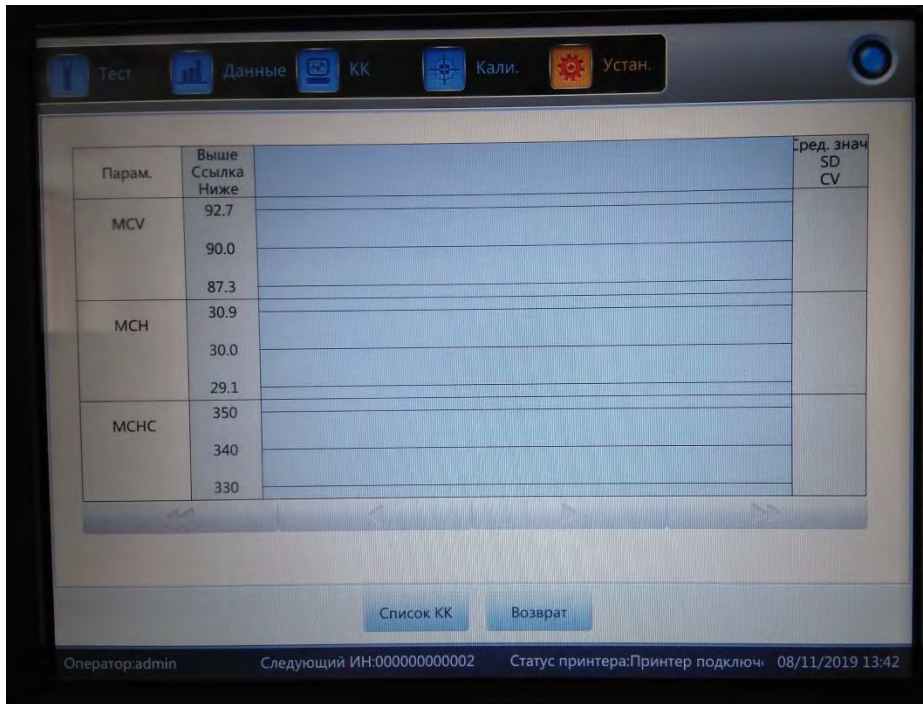 Тест Данные КК Кали. Устан.
Парам.
Выше
Ссылка
Ниже
Сред. знач
SD
CV
MCV
92.7
90.0
87.3
MCH
30.9
30.0
29.1
MCHC
350
340
330
Список КК Возврат
Оператор:admin Следующий ИН:000000000002 Статус принтера:Принтер подключ 08/11/2019 13:42